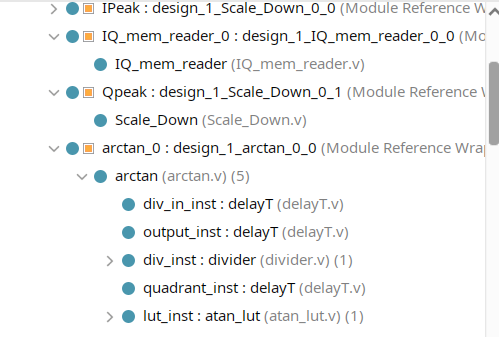 IPeak : design_1_Scale_Down_0_0 (Module Reference
IQ_mem_reader_0 : design_1_IQ_mem_reader_0_0 (Mo
IQ_mem_reader (IQ_mem_reader.v)
Qpeak : design_1_Scale_Down_0_1 (Module Reference W
Scale_Down (Scale_Down.v)
arctan_0 : design_1_arctan_0_0 (Module Reference Wrap
arctan (arctan.v) (5)
div_in_inst : delayT (delayT.v)
output_inst : delayT (delayT.v)
div_inst : divider (divider.v) (1)
quadrant_inst : delayT (delayT.v)
lut_inst : atan_lut (atan_lut.v) (1)